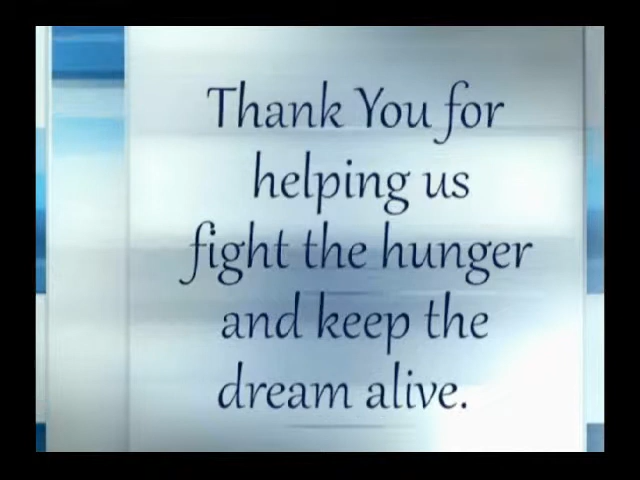 Thank You for
helping us
fight the hunger
and keep the
dream alive.